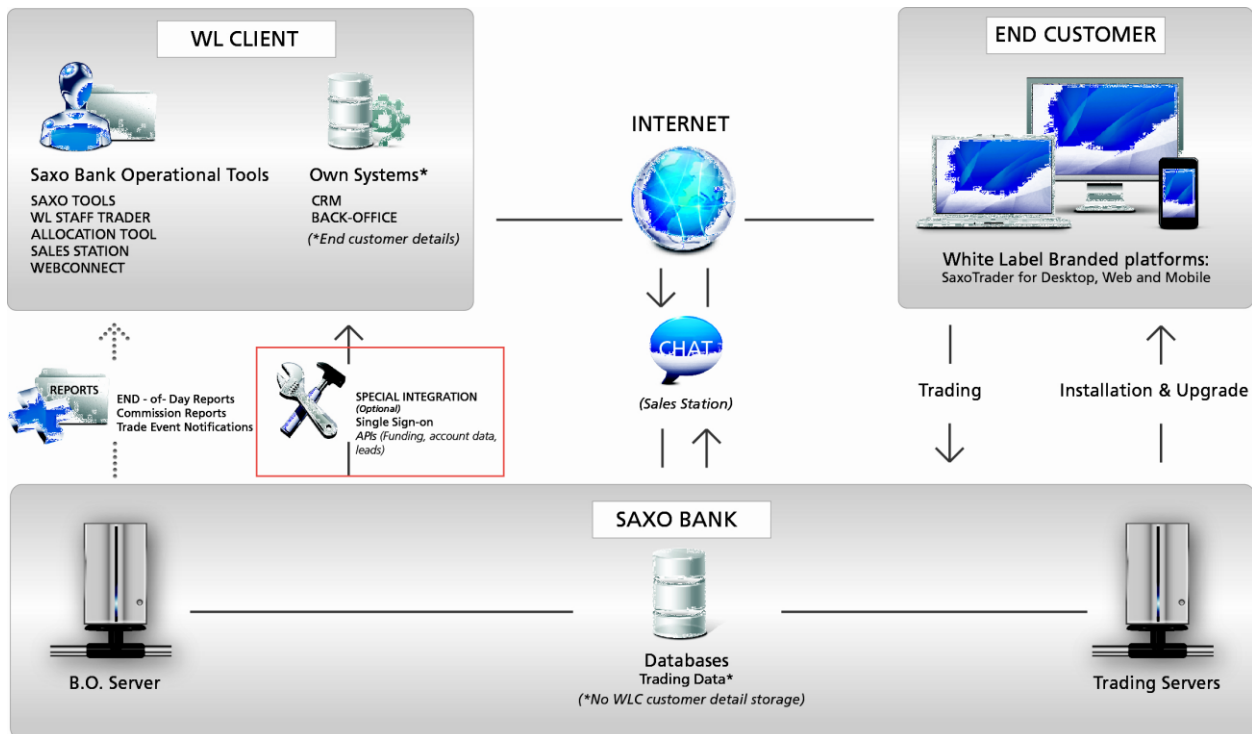 WL CLIENT
Saxo Bank Operational Tools
SAXO TOOLS
WL STAFF TRADER
ALLOCATION TOOL
SALES STATION
WEBCONNECT
Own Systems*
CRM
BACK-OFFICE
(*End customer details)
INTERNET
END CUSTOMER
White Label Branded platforms:
SaxoTrader for Desktop, Web and Mobile
REPORTS
END - of- Day Reports
Commission Reports
Trade Event Notifications
SPECIAL INTEGRATION
(Optional)
Single Sign-on
APIs (Funding, account data,
leads)
CHAT
(Sales Station)
Trading
Installation & Upgrade
SAXO BANK
B.O. Server
Databases
Trading Data*
(*No WLC customer detail storage)
Trading Servers